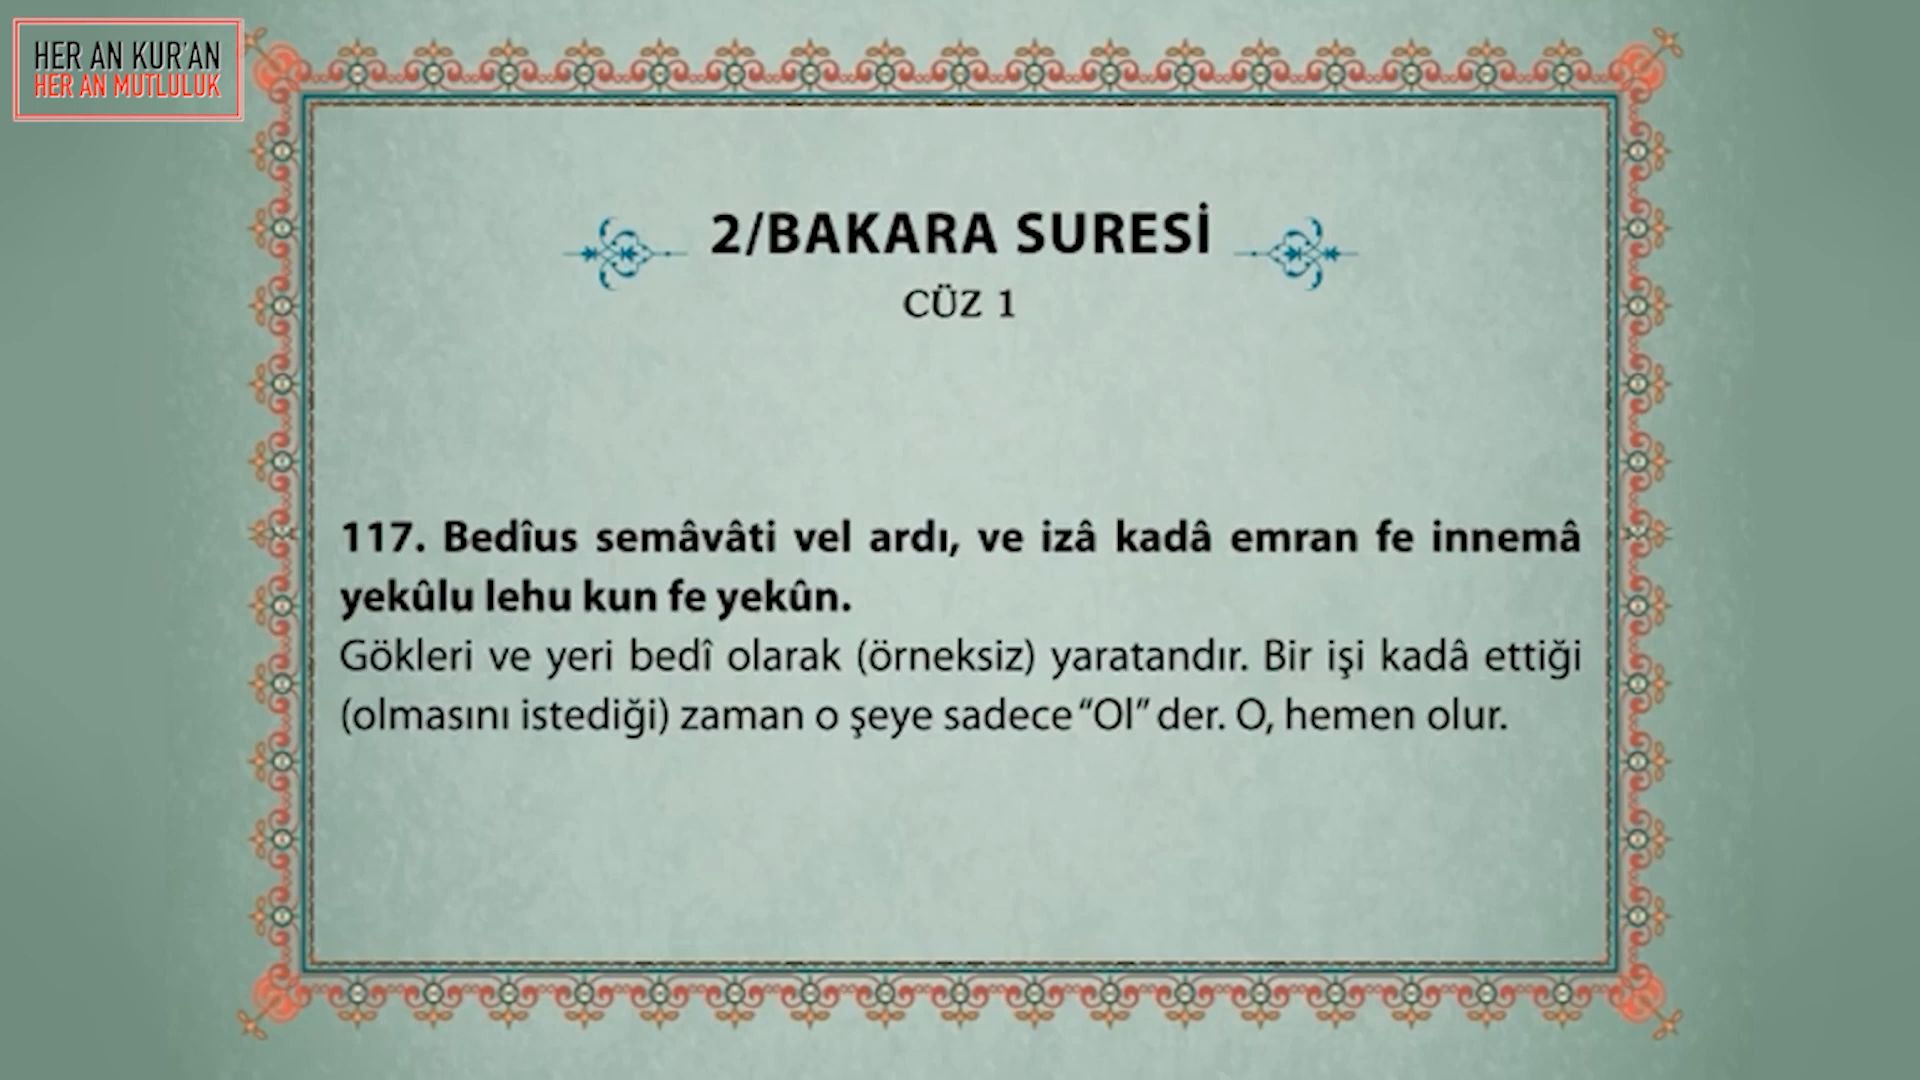 HER AN KUR'AN
HER AN MUTLULUK
2/BAKARA SURESİ
CÜZ 1
117. Bedîus semâvâti vel ardı, ve izâ kadâ emran fe innemâ
yekûlu lehu kun fe yekûn.
Gökleri ve yeri bedî olarak (örneksiz) yaratandır. Bir işi kadâ ettiği
(olmasını istediği) zaman o şeye sadece “Ol” der. O, hemen olur.